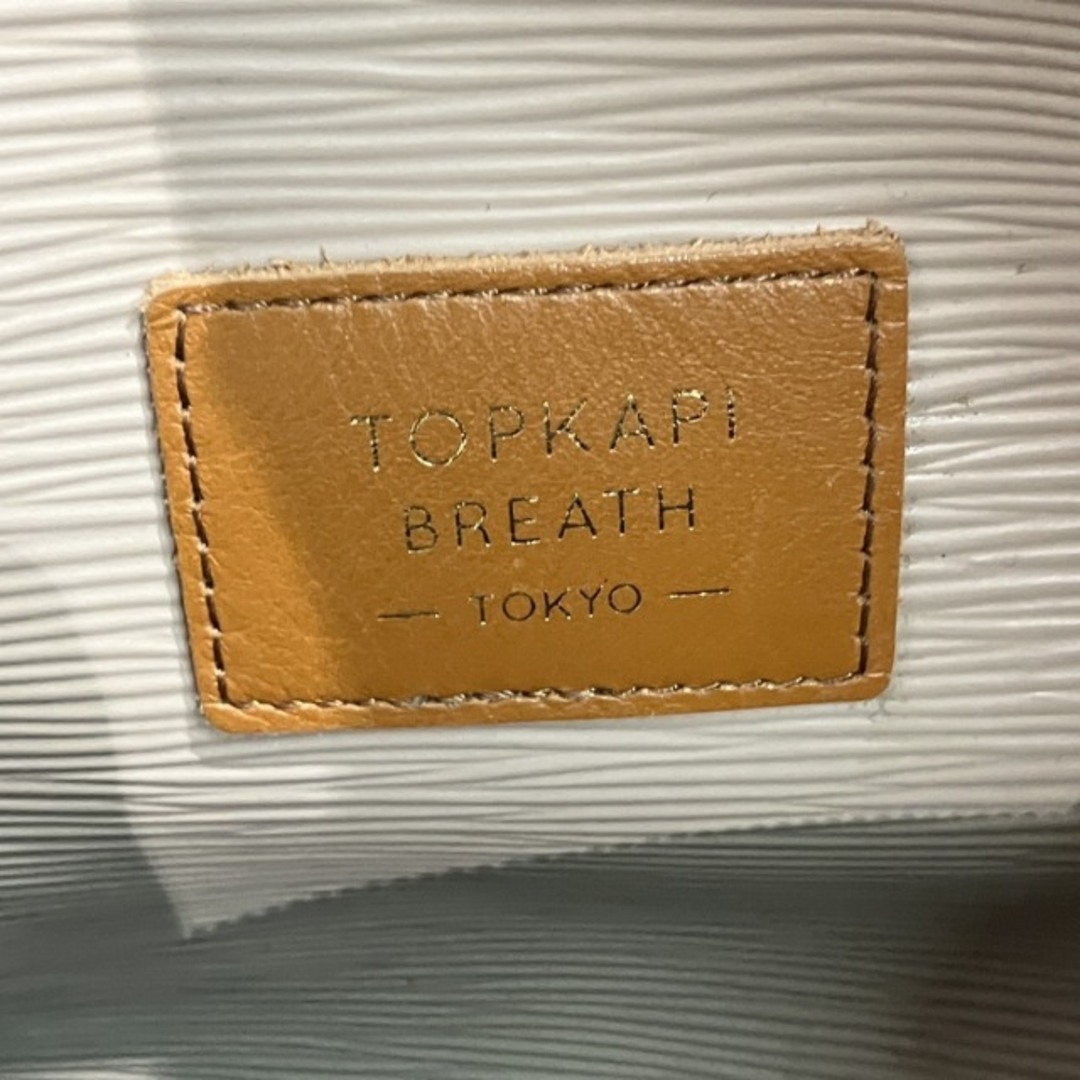 TOPKAPI
BREATH
— TOKYO —